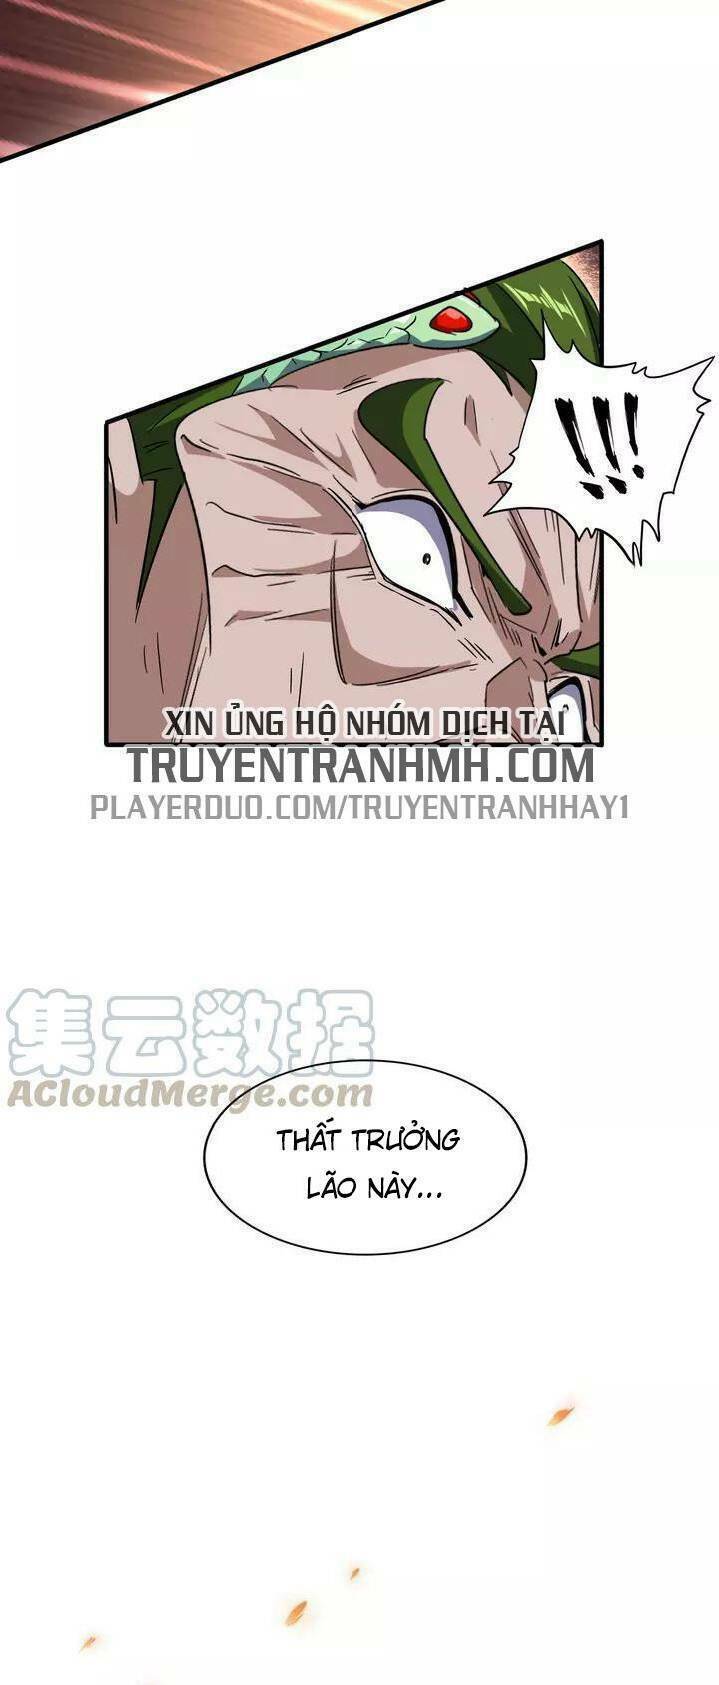 !!!
XIN ỦNG HỘ NHÓM DỊCH TẠI
TRUYENTRANHMH.COM
PLAYERDUO.COM/TRUYENTRANHHAY1
集云数据
AcloudMerge.com
THẤT TRƯỞNG
LÃO NÀY...